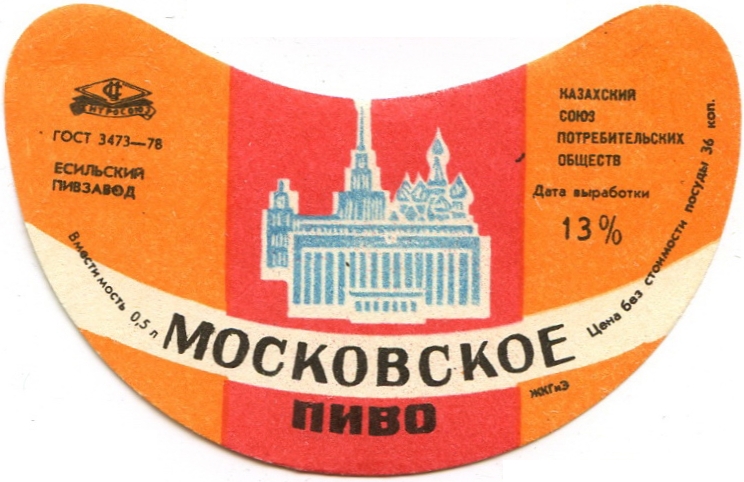 ЦЕНТРОСОЮЗ
ГОСТ 3473—78
ЕСИЛЬСКИЙ
ПИВЗАВОД
Вместимость 0,5 л
МОСКОВСКОЕ
ПИВО
КАЗАХСКИЙ
СОЮЗ
ПОТРЕБИТЕЛЬСКИХ
ОБЩЕСТВ
Дата выработки
13%
Цена без стоимости посуды 36 коп.
ЖКГиЭ